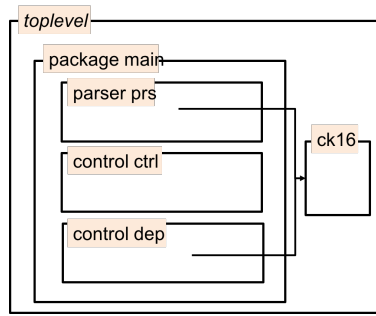 toplevel
package main
parser prs
ck16
control ctrl
control dep